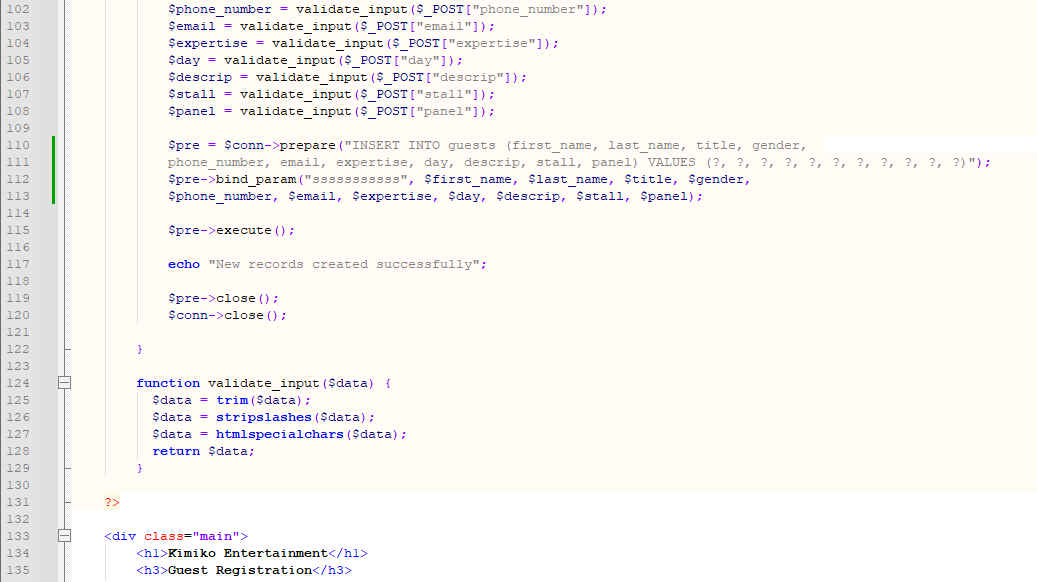 102 $phone_number = validate_input($_POST["phone_number"]);
103 $email = validate_input($_POST["email"]);
104 $expertise = validate_input($_POST["expertise"]);
105 $day = validate_input($_POST["day"]);
106 $descrip = validate_input($_POST["descrip"]);
107 $stall = validate_input($_POST["stall"]);
108 $panel = validate_input($_POST["panel"]);
109
110 $pre = $conn->prepare("INSERT INTO guests (first_name, last_name, title, gender,
111 phone_number, email, expertise, day, descrip, stall, panel) VALUES (?, ?, ?, ?, ?, ?, ?, ?, ?, ?, ?)");
112 $pre->bind_param("sssssssssss", $first_name, $last_name, $title, $gender,
113 $phone_number, $email, $expertise, $day, $descrip, $stall, $panel);
114
115 $pre->execute();
116
117 echo "New records created successfully";
118
119 $pre->close();
120 $conn->close();
121
122 }
123
124 function validate_input($data) {
125 $data = trim($data);
126 $data = stripslashes($data);
127 $data = htmlspecialchars($data);
128 return $data;
129 }
130
131 ?>
132
133 <div class="main">
134 <h1>Kimiko Entertainment</h1>
135 <h3>Guest Registration</h3>